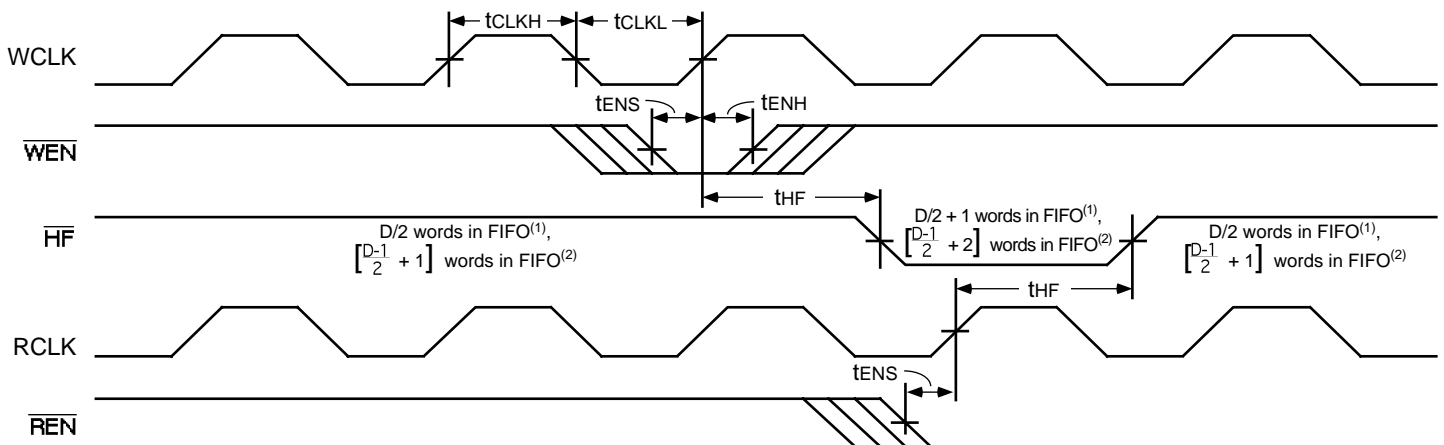 tCLKH
tCLKL
WCLK
tENS
tENH
WEN
tHF
HF
D/2 words in FIFO(1),
[D-1/2 + 1] words in FIFO(2)
D/2 + 1 words in FIFO(1),
[D-1/2 + 2] words in FIFO(2)
D/2 words in FIFO(1),
[D-1/2 + 1] words in FIFO(2)
tHF
RCLK
tENS
REN